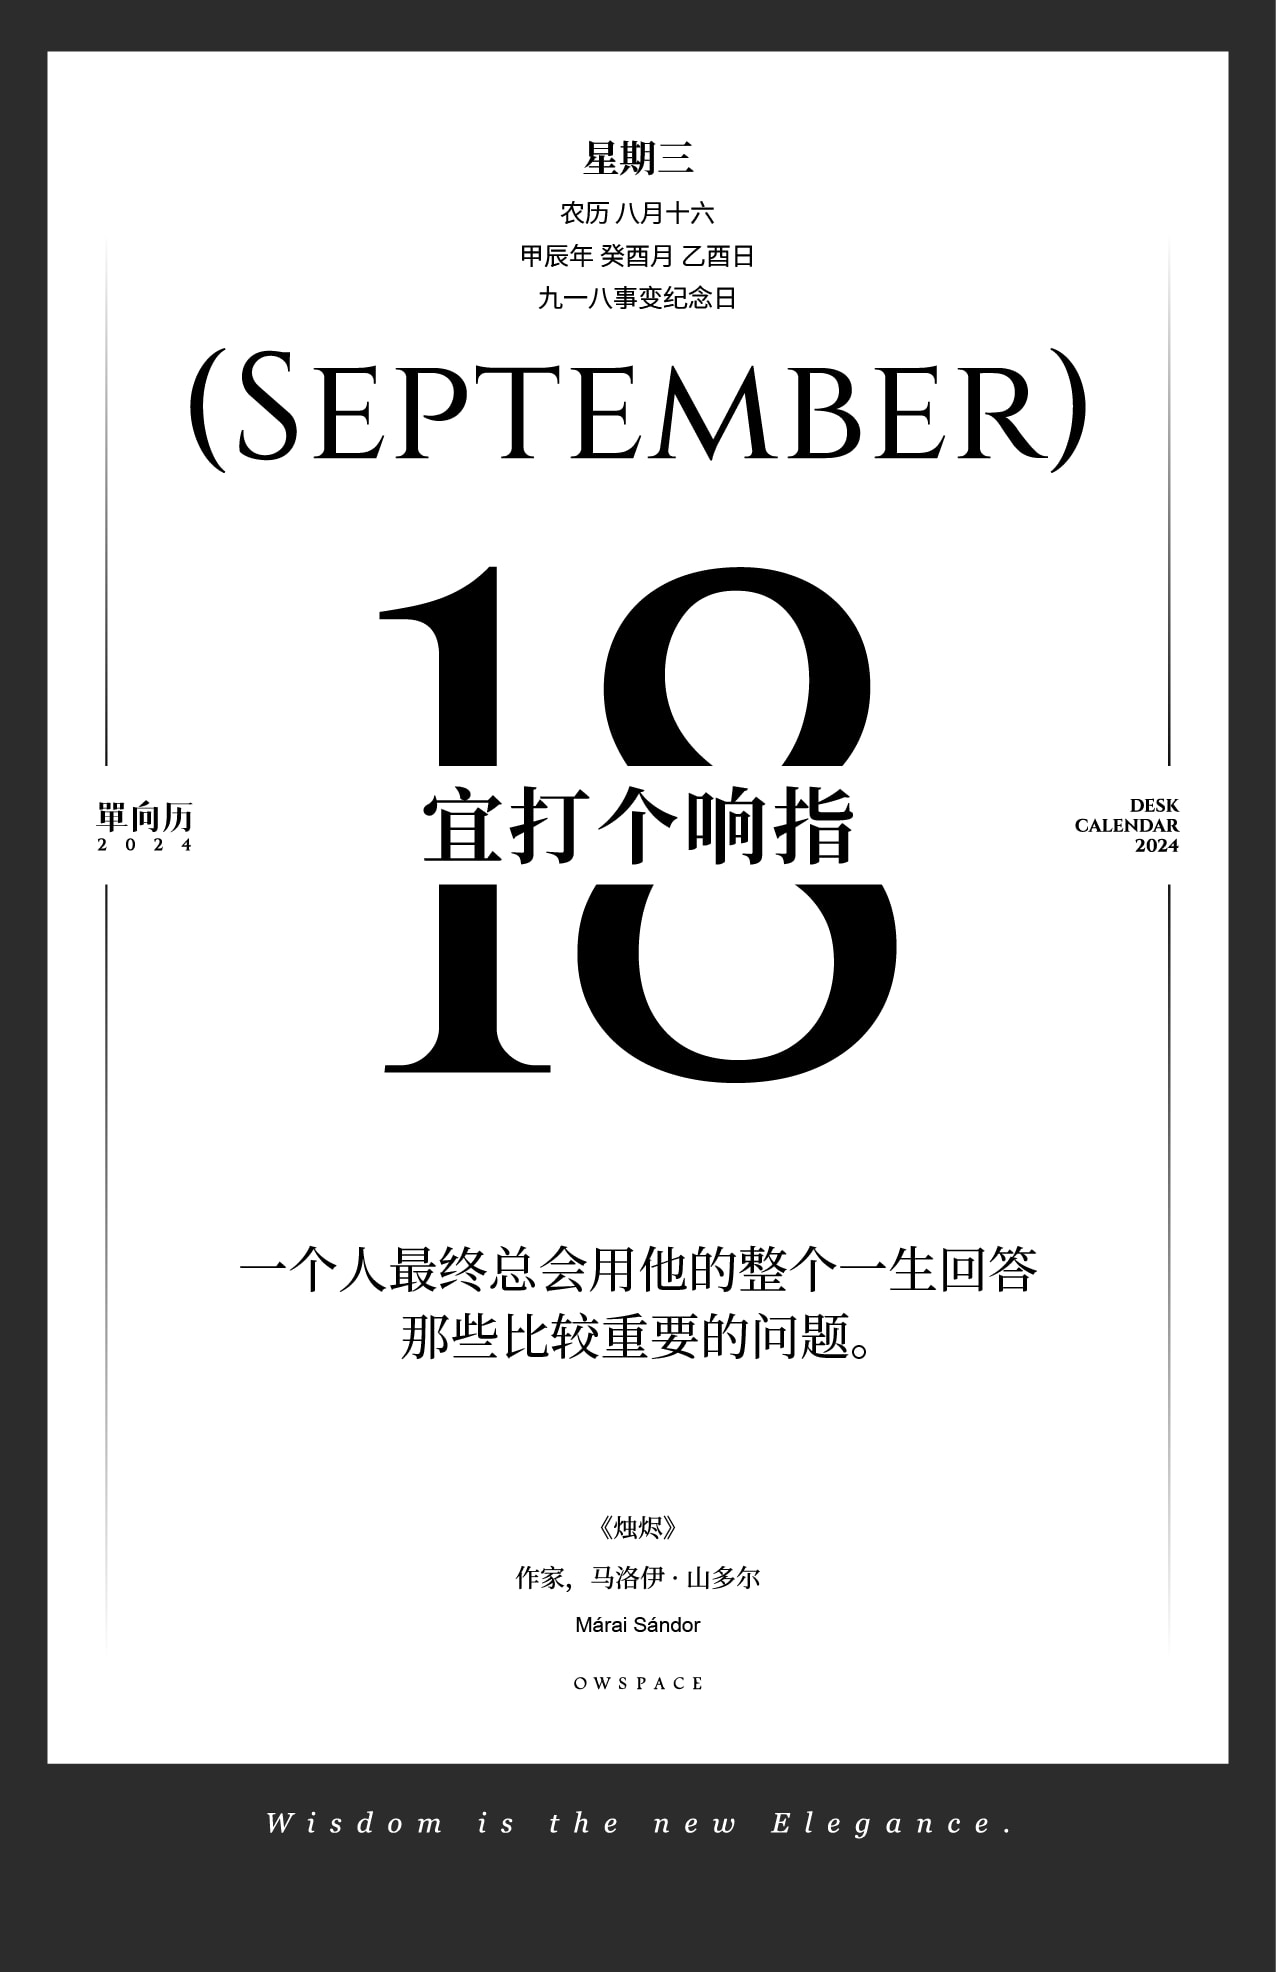 星期三
农历 八月十六
甲辰年 癸酉月 乙酉日
九一八事变纪念日
(SEPTEMBER)
18
單向历
2024
宜打个响指
DESK
CALENDAR
2024
一个人最终总会用他的整个一生回答
那些比较重要的问题。
《烛烬》
作家，马洛伊 · 山多尔
Márai Sándor
OWSPACE
Wisdom is the new Elegance.